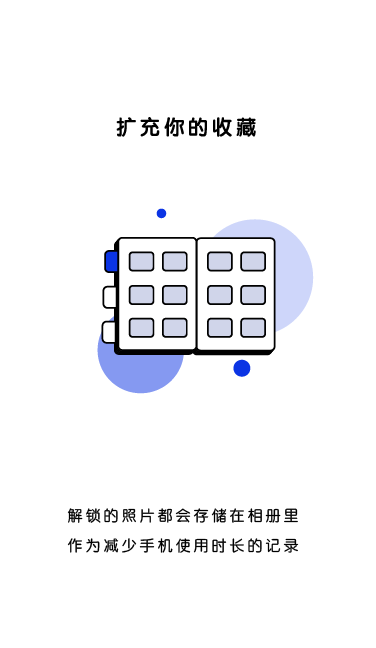 扩充你的收藏
解锁的照片都会存储在相册里
作为减少手机使用时长的记录